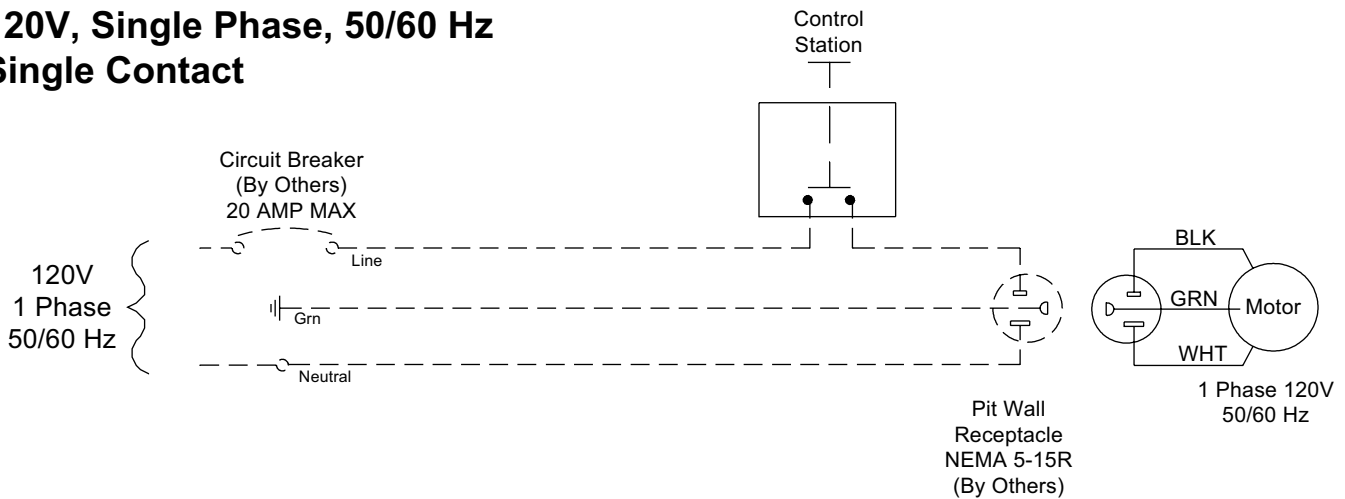 20V, Single Phase, 50/60 Hz
Single Contact
Control
Station
Circuit Breaker
(By Others)
20 AMP MAX
Line
120V
1 Phase
50/60 Hz
Grn
Neutral
BLK
GRN
Motor
WHT
1 Phase 120V
50/60 Hz
Pit Wall
Receptacle
NEMA 5-15R
(By Others)